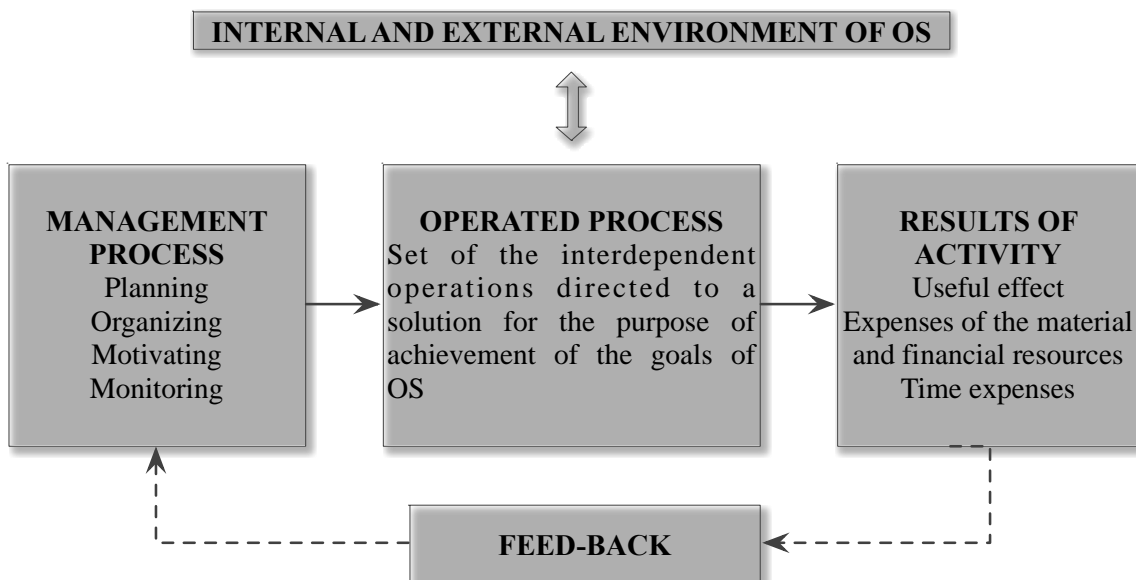 INTERNAL AND EXTERNAL ENVIRONMENT OF OS
MANAGEMENT
PROCESS
Planning
Organizing
Motivating
Monitoring
OPERATED PROCESS
Set of the interdependent
operations directed to a
solution for the purpose of
achievement of the goals of
OS
RESULTS OF
ACTIVITY
Useful effect
Expenses of the material
and financial resources
Time expenses
FEED-BACK